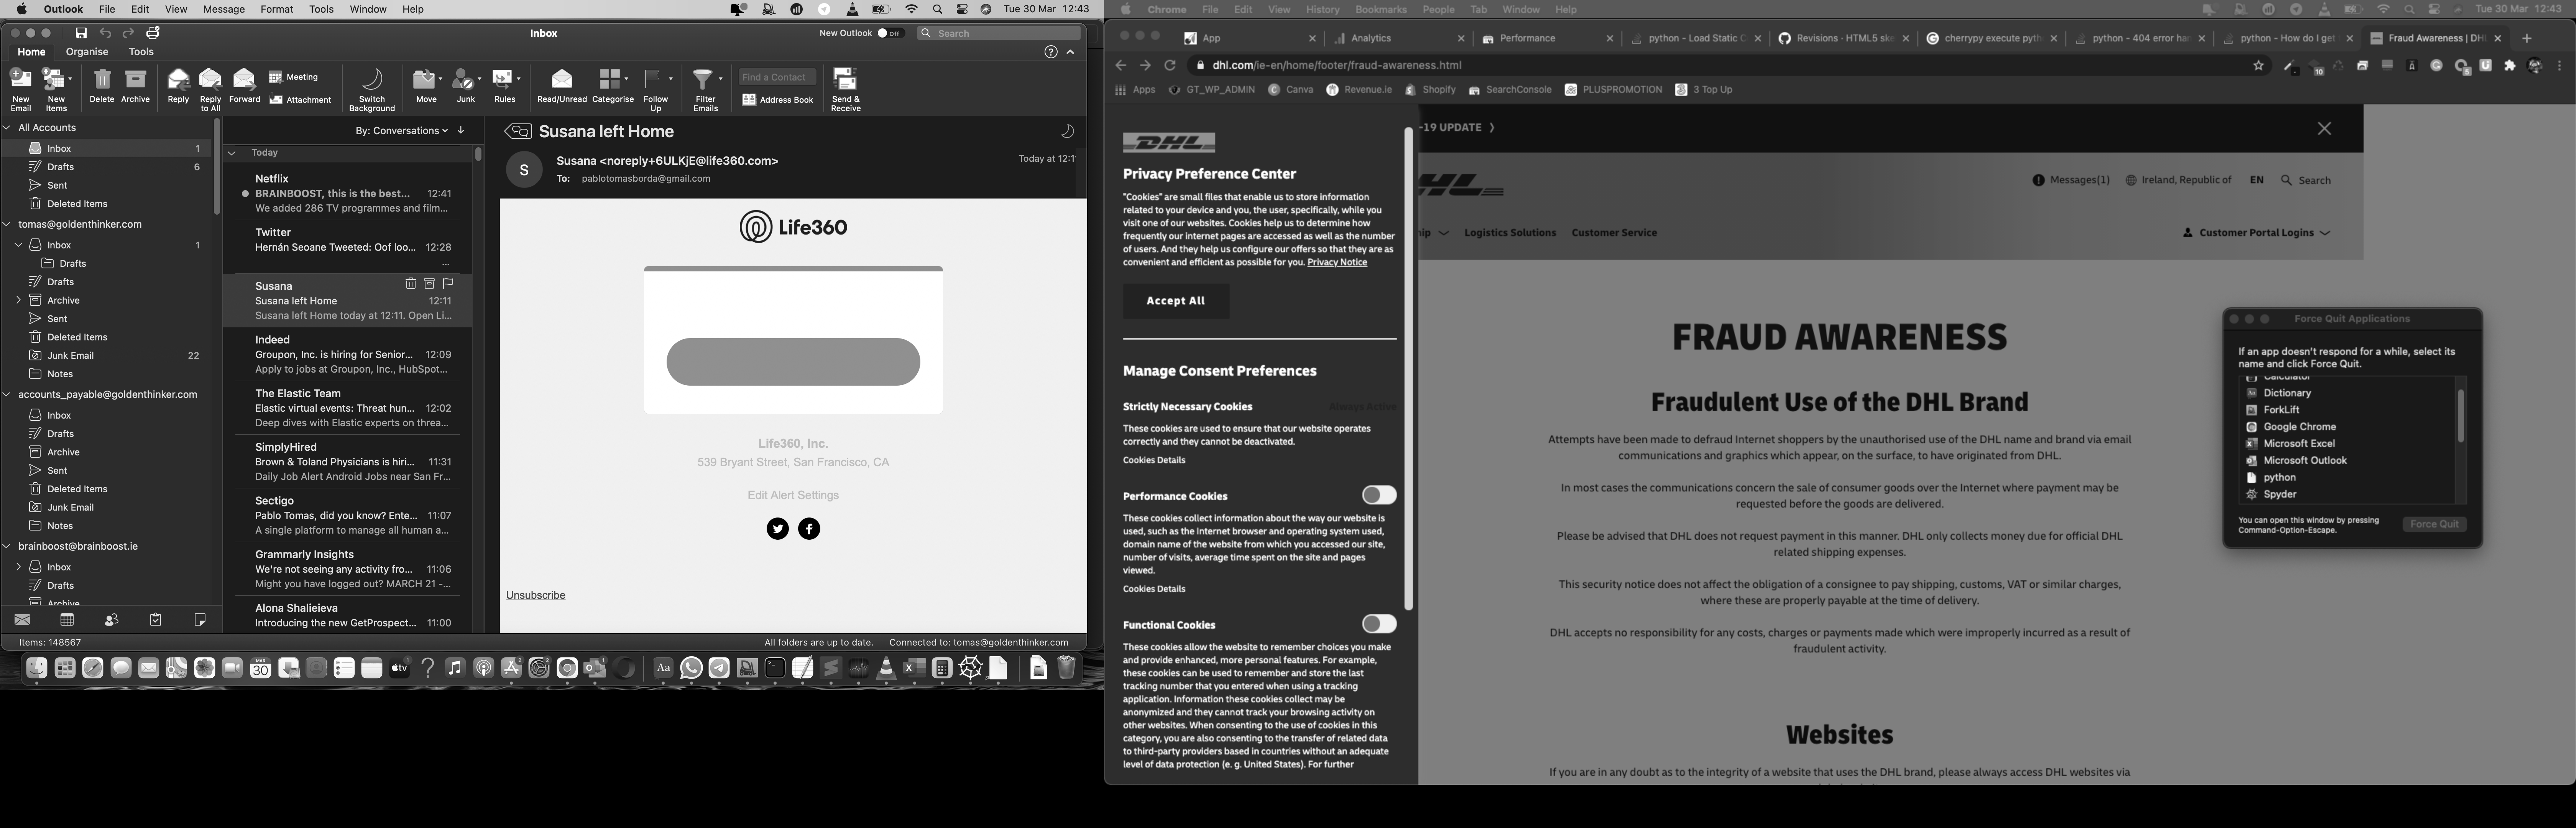 Outlook File Edit View Message Format Tools Window Help
Tue 30 Mar 12:43
Inbox
New Outlook Off
Search
Home Organise Tools
New Email
New Items
Delete
Archive
Reply
Reply to All
Forward
Meeting
Attachment
Switch Background
Move
Junk
Rules
Read/Unread
Categorise
Follow Up
Filter Emails
Find a Contact
Address Book
Send & Receive
All Accounts
Inbox 1
Drafts 6
Sent
Deleted Items
tomas@goldenthinker.com
Inbox 1
Drafts
Drafts
Archive
Sent
Deleted Items
Junk Email 22
Notes
accounts_payable@goldenthinker.com
Inbox
Drafts
Archive
Sent
Deleted Items
Junk Email
Notes
brainboost@brainboost.ie
Inbox
Drafts
Archive
Items: 148567
By: Conversations
Today
Netflix
BRAINBOOST, this is the best... 12:41
We added 286 TV programmes and film...
Twitter
Hernán Seoane Tweeted: Oof loo... 12:28
...
Susana
Susana left Home 12:11
Susana left Home today at 12:11. Open Li...
Indeed
Groupon, Inc. is hiring for Senior... 12:09
Apply to jobs at Groupon, Inc., HubSpot...
The Elastic Team
Elastic virtual events: Threat hun... 12:02
Deep dives with Elastic experts on threa...
SimplyHired
Brown & Toland Physicians is hiri... 11:31
Daily Job Alert Android Jobs near San Fr...
Sectigo
Pablo Tomas, did you know? Ente... 11:07
A single platform to manage all human a...
Grammarly Insights
We're not seeing any activity fro... 11:06
Might you have logged out? MARCH 21 -...
Alona Shalieieva
Introducing the new GetProspect... 11:00
Susana left Home
S
Susana <noreply+6ULKjE@life360.com>
To: pablotomasborda@gmail.com
Today at 12:1
Life360
Life360, Inc.
539 Bryant Street, San Francisco, CA
Edit Alert Settings
Unsubscribe
All folders are up to date. Connected to: tomas@goldenthinker.com
MAR
30
tv
Aa
Chrome File Edit View History Bookmarks People Tab Window Help
Tue 30 Mar 12:43
App
Analytics
Performance
python - Load Static C
Revisions · HTML5 ske
cherrypy execute pyth
python - 404 error han
python - How do I get
Fraud Awareness | DHL
dhl.com/ie-en/home/footer/fraud-awareness.html
10
5
Apps GT_WP_ADMIN Canva Revenue.ie Shopify SearchConsole PLUSPROMOTION 3 Top Up
DHL
Privacy Preference Center
"Cookies" are small files that enable us to store information
related to your device and you, the user, specifically, while you
visit one of our websites. Cookies help us to determine how
frequently our internet pages are accessed as well as the number
of users. And they help us configure our offers so that they are as
convenient and efficient as possible for you. Privacy Notice
Accept All
Manage Consent Preferences
Strictly Necessary Cookies
Always Active
These cookies are used to ensure that our website operates
correctly and they cannot be deactivated.
Cookies Details
Performance Cookies
These cookies collect information about the way our website is
used, such as the internet browser and operating system used,
domain name of the website from which you accessed our site,
number of visits, average time spent on the site and pages
viewed.
Cookies Details
Functional Cookies
These cookies allow the website to remember choices you make
and provide enhanced, more personal features. For example,
these cookies can be used to remember and store the last
tracking number that you entered when using a tracking
application. Information these cookies collect may be
anonymized and they cannot track your browsing activity on
other websites. When consenting to the use of cookies in this
category, you are also consenting to the transfer of related data
to third-party providers based in countries without an adequate
level of data protection (e. g. United States). For further
-19 UPDATE
HL
Messages(1) Ireland, Republic of EN Search
ip Logistics Solutions Customer Service
Customer Portal Logins
FRAUD AWARENESS
Fraudulent Use of the DHL Brand
Attempts have been made to defraud Internet shoppers by the unauthorised use of the DHL name and brand via email
communications and graphics which appear, on the surface, to have originated from DHL.
In most cases the communications concern the sale of consumer goods over the Internet where payment may be
requested before the goods are delivered.
Please be advised that DHL does not request payment in this manner. DHL only collects money due for official DHL
related shipping expenses.
This security notice does not affect the obligation of a consignee to pay shipping, customs, VAT or similar charges,
where these are properly payable at the time of delivery.
DHL accepts no responsibility for any costs, charges or payments made which were improperly incurred as a result of
fraudulent activity.
Websites
If you are in any doubt as to the integrity of a website that uses the DHL brand, please always access DHL websites via
Force Quit Applications
If an app doesn't respond for a while, select its
name and click Force Quit.
Calculator
Dictionary
ForkLift
Google Chrome
Microsoft Excel
Microsoft Outlook
python
Spyder
You can open this window by pressing
Command-Option-Escape.
Force Quit